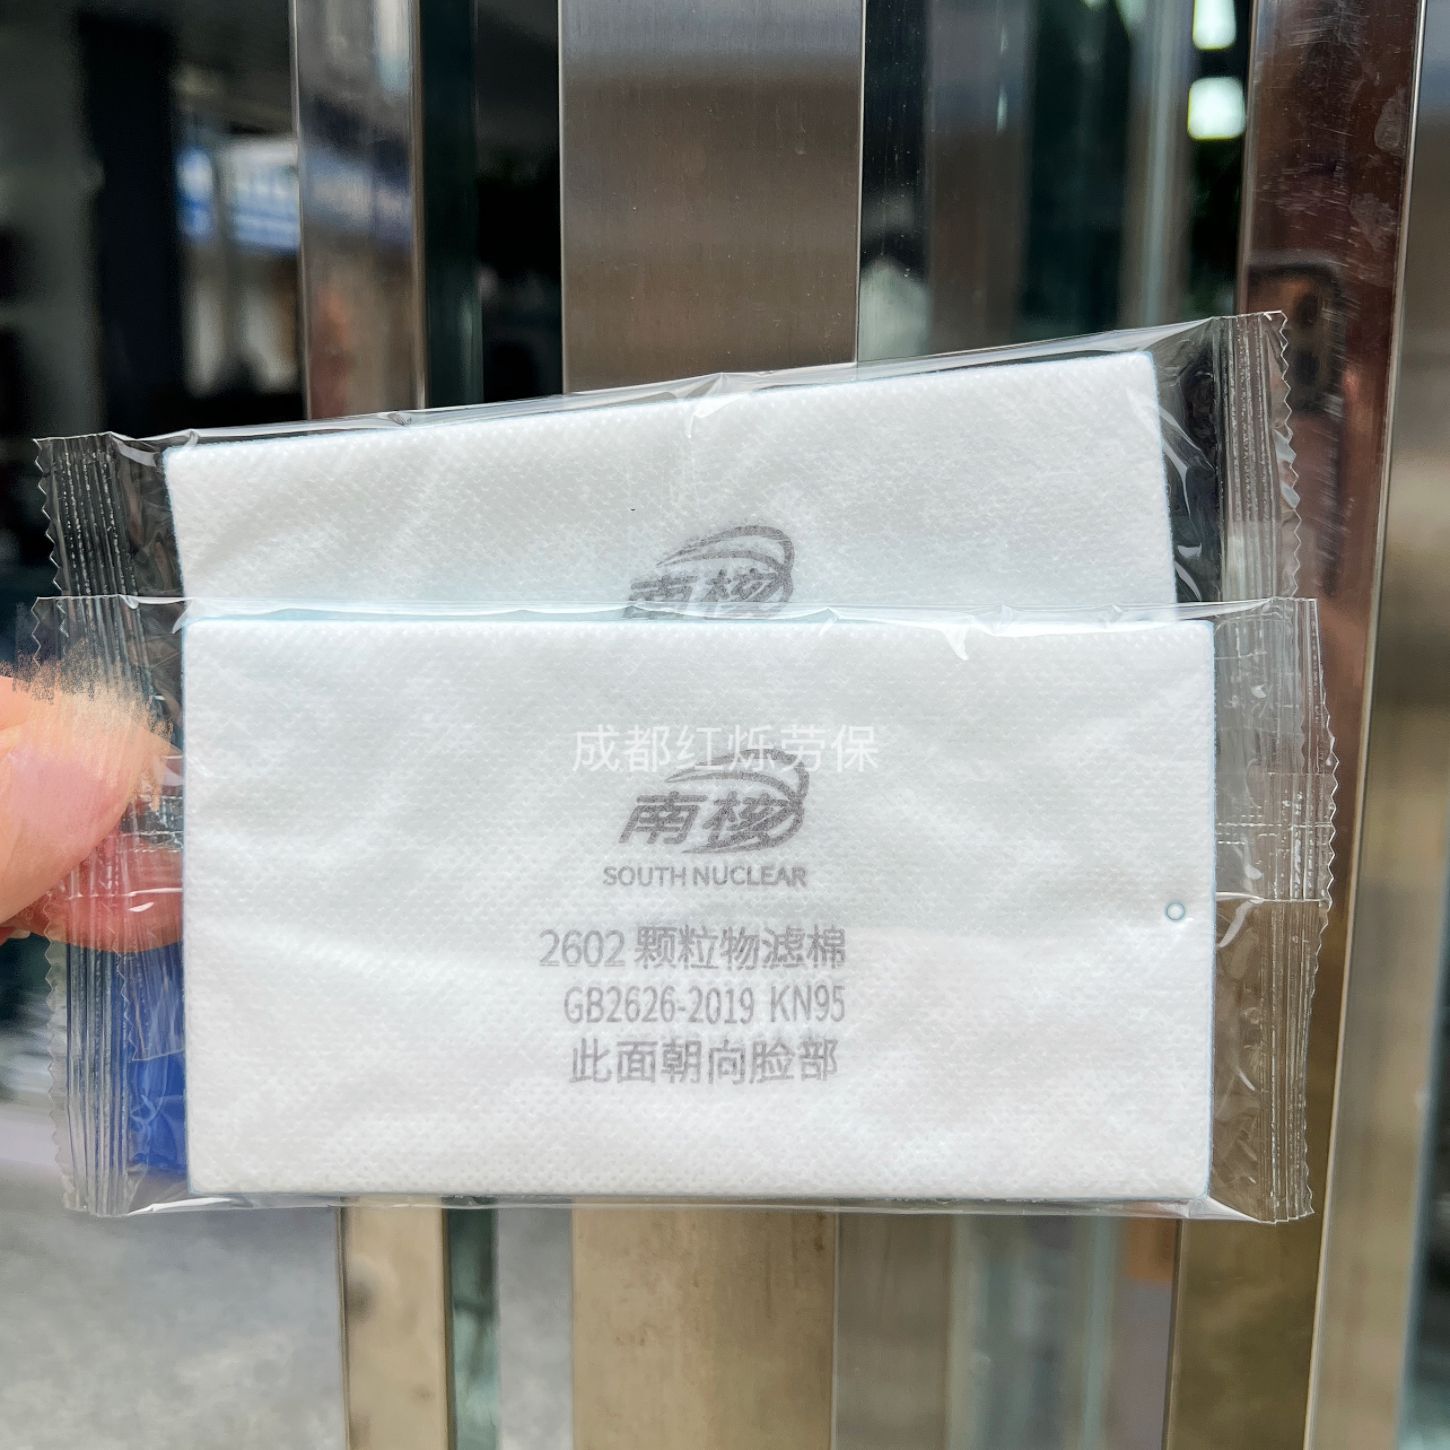 南核
成都红烁劳保
南核
SOUTH NUCLEAR
2602 颗粒物滤棉
GB2626-2019 KN95
此面朝向脸部